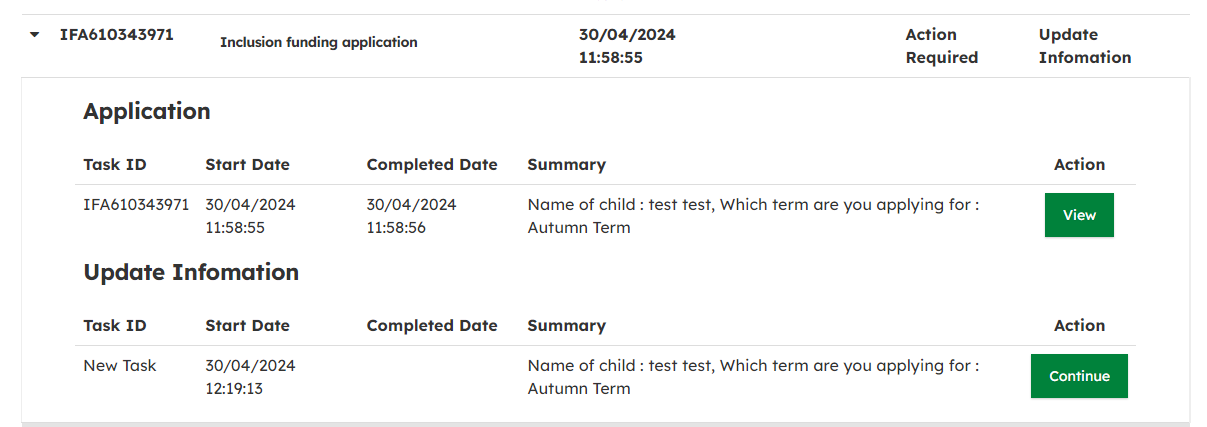 IFA610343971 Inclusion funding application 30/04/2024 Action Update
11:58:55 Required Infomation
Application
Task ID Start Date Completed Date Summary Action
IFA610343971 30/04/2024 30/04/2024 Name of child : test test, Which term are you applying for : View
11:58:55 11:58:56 Autumn Term
Update Infomation
Task ID Start Date Completed Date Summary Action
New Task 30/04/2024 Name of child : test test, Which term are you applying for : Continue
12:19:13 Autumn Term